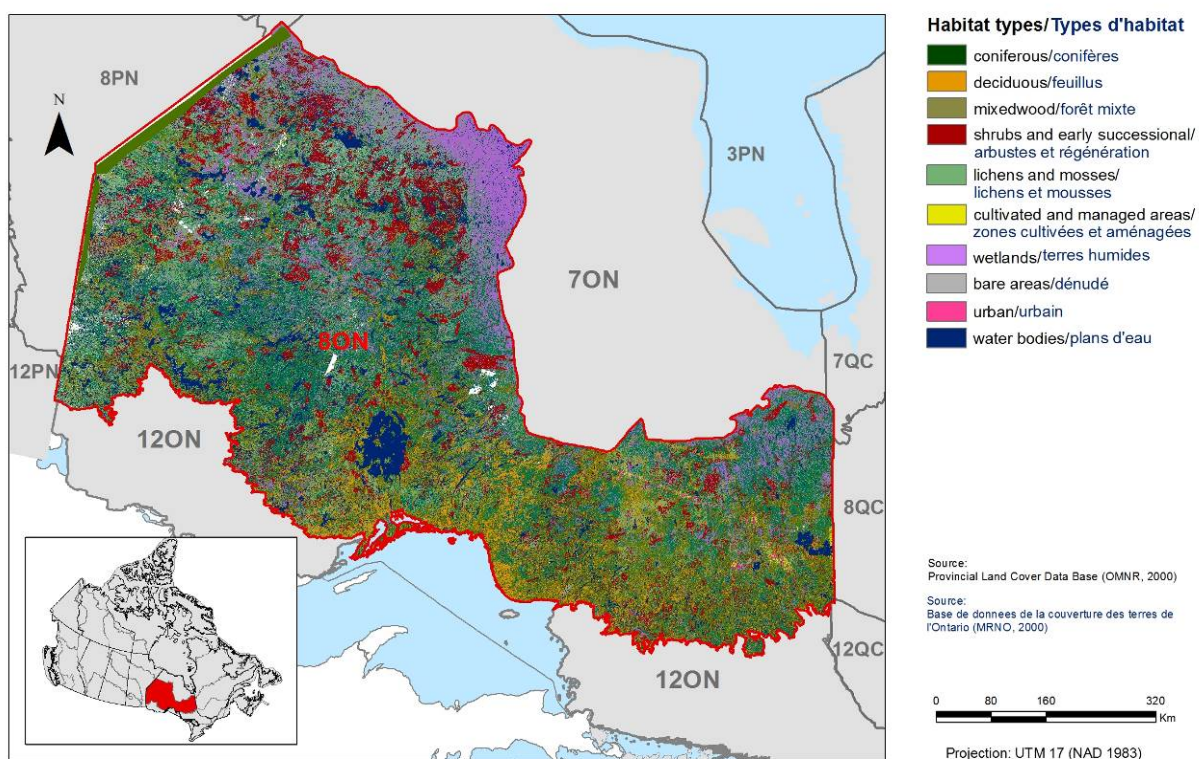 8PN
N
3PN
7ON
8ON
12PN
7QC
12ON
8QC
12ON
12QC
Habitat types/Types d'habitat
coniferous/conifères
deciduous/feuillus
mixedwood/forêt mixte
shrubs and early successional/
arbustes et régénération
lichens and mosses/
lichens et mousses
cultivated and managed areas/
zones cultivées et aménagées
wetlands/terres humides
bare areas/dénudé
urban/urbain
water bodies/plans d'eau
Source:
Provincial Land Cover Data Base (OMNR, 2000)
Source:
Base de donnees de la couverture des terres de
l'Ontario (MRNO, 2000)
0 80 160 320
Km
Projection: UTM 17 (NAD 1983)